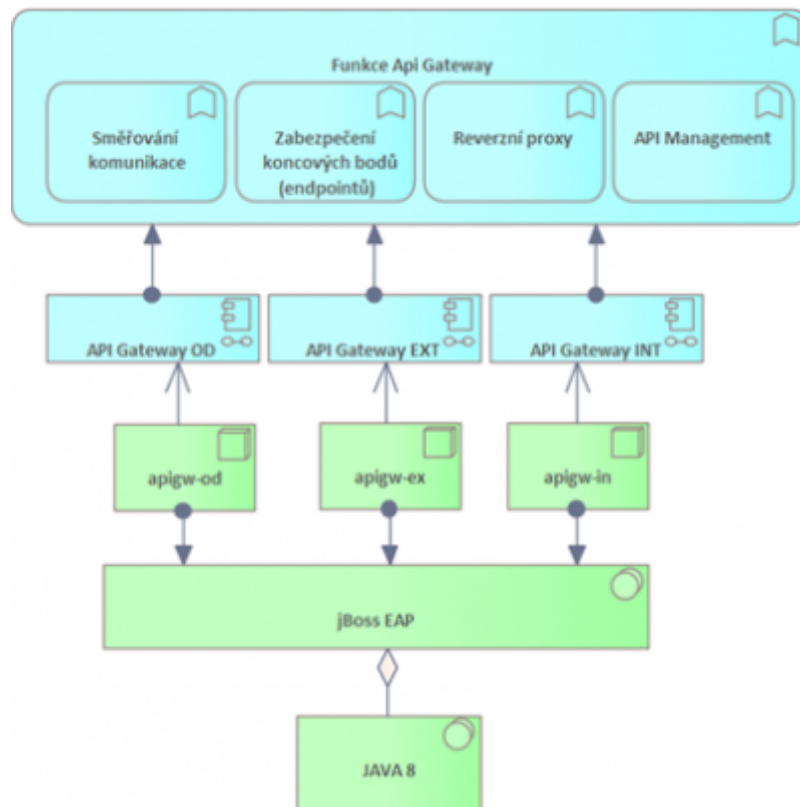 Funkce Api Gateway
Směřování
komunikace
Zabezpečení
koncových bodů
(endpointů)
Reverzní proxy
API Management
API Gateway OD
API Gateway EXT
API Gateway INT
apigw-od
apigw-ex
apigw-in
jBoss EAP
JAVA 8